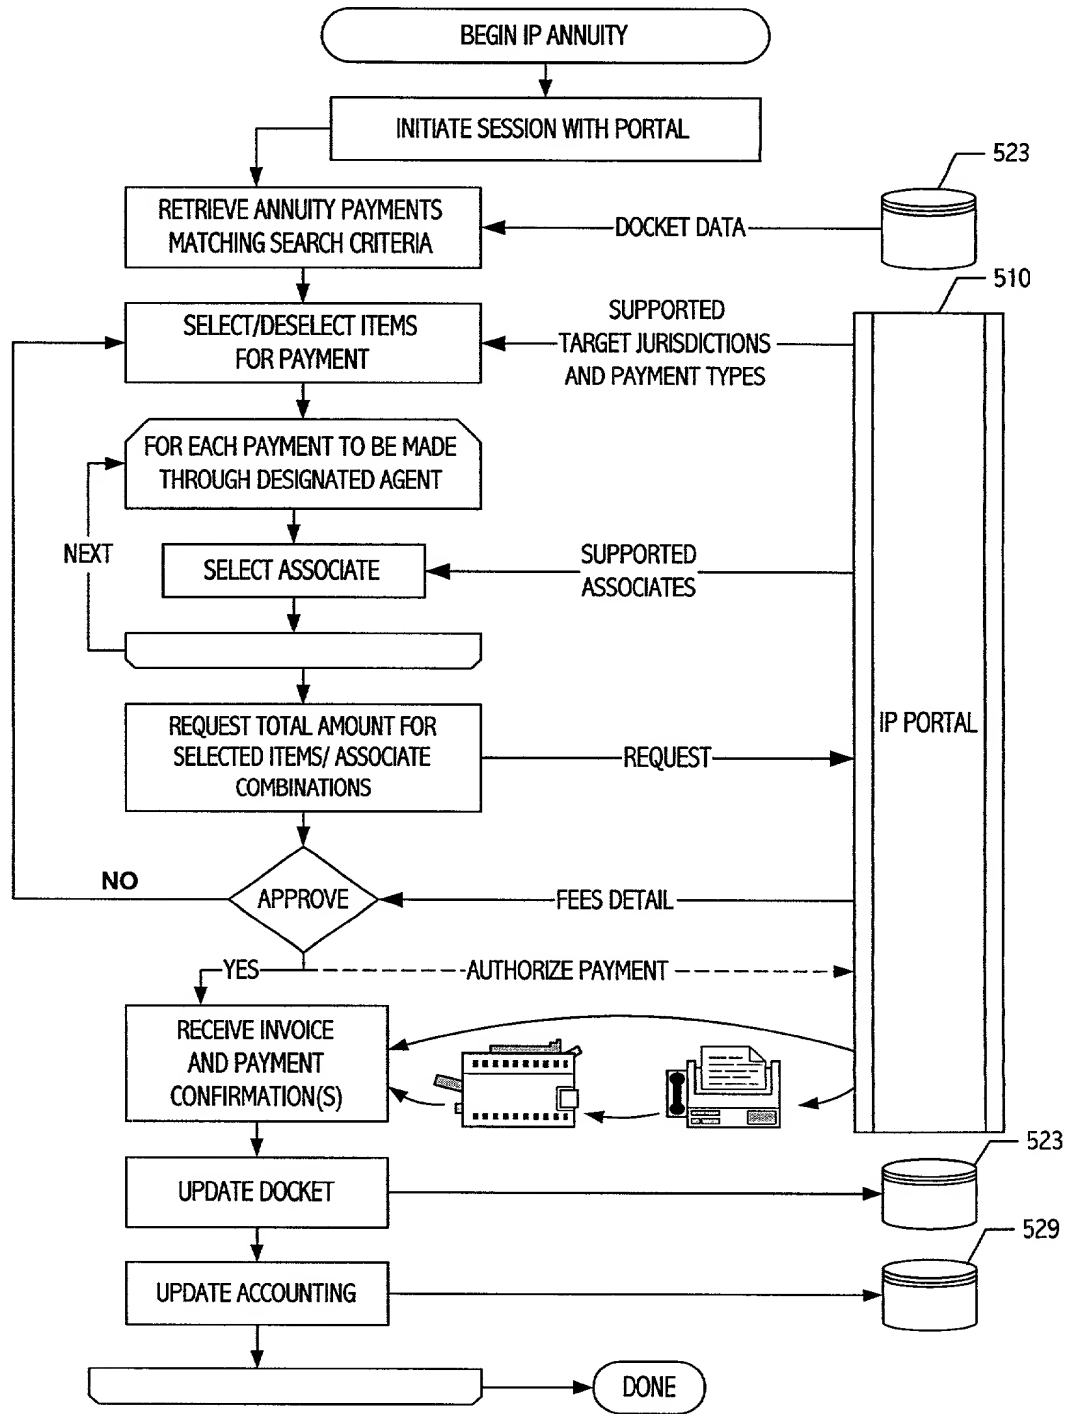 BEGIN IP ANNUITY
INITIATE SESSION WITH PORTAL
523
RETRIEVE ANNUITY PAYMENTS
MATCHING SEARCH CRITERIA
DOCKET DATA
510
SELECT/DESELECT ITEMS
FOR PAYMENT
SUPPORTED
TARGET JURISDICTIONS
AND PAYMENT TYPES
FOR EACH PAYMENT TO BE MADE
THROUGH DESIGNATED AGENT
NEXT
SELECT ASSOCIATE
SUPPORTED
ASSOCIATES
IP PORTAL
REQUEST TOTAL AMOUNT FOR
SELECTED ITEMS/ ASSOCIATE
COMBINATIONS
REQUEST
NO
APPROVE
FEES DETAIL
YES
AUTHORIZE PAYMENT
RECEIVE INVOICE
AND PAYMENT
CONFIRMATION(S)
523
UPDATE DOCKET
529
UPDATE ACCOUNTING
DONE